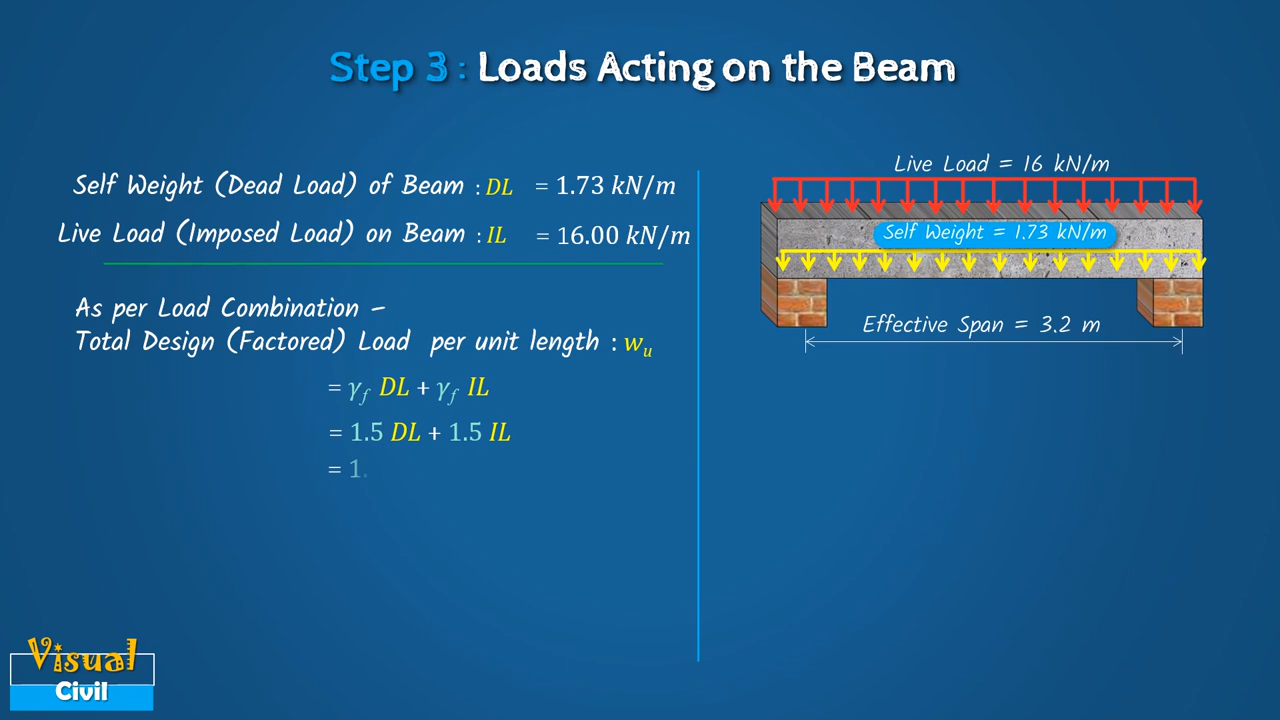 Step 3 : Loads Acting on the Beam
Self Weight (Dead Load) of Beam : DL = 1.73 kN/m
Live Load (Imposed Load) on Beam : IL = 16.00 kN/m
As per Load Combination –
Total Design (Factored) Load per unit length : wᵤ
= γ_f DL + γ_f IL
= 1.5 DL + 1.5 IL
= 1.
Live Load = 16 kN/m
Self Weight = 1.73 kN/m
Effective Span = 3.2 m
Visual
Civil